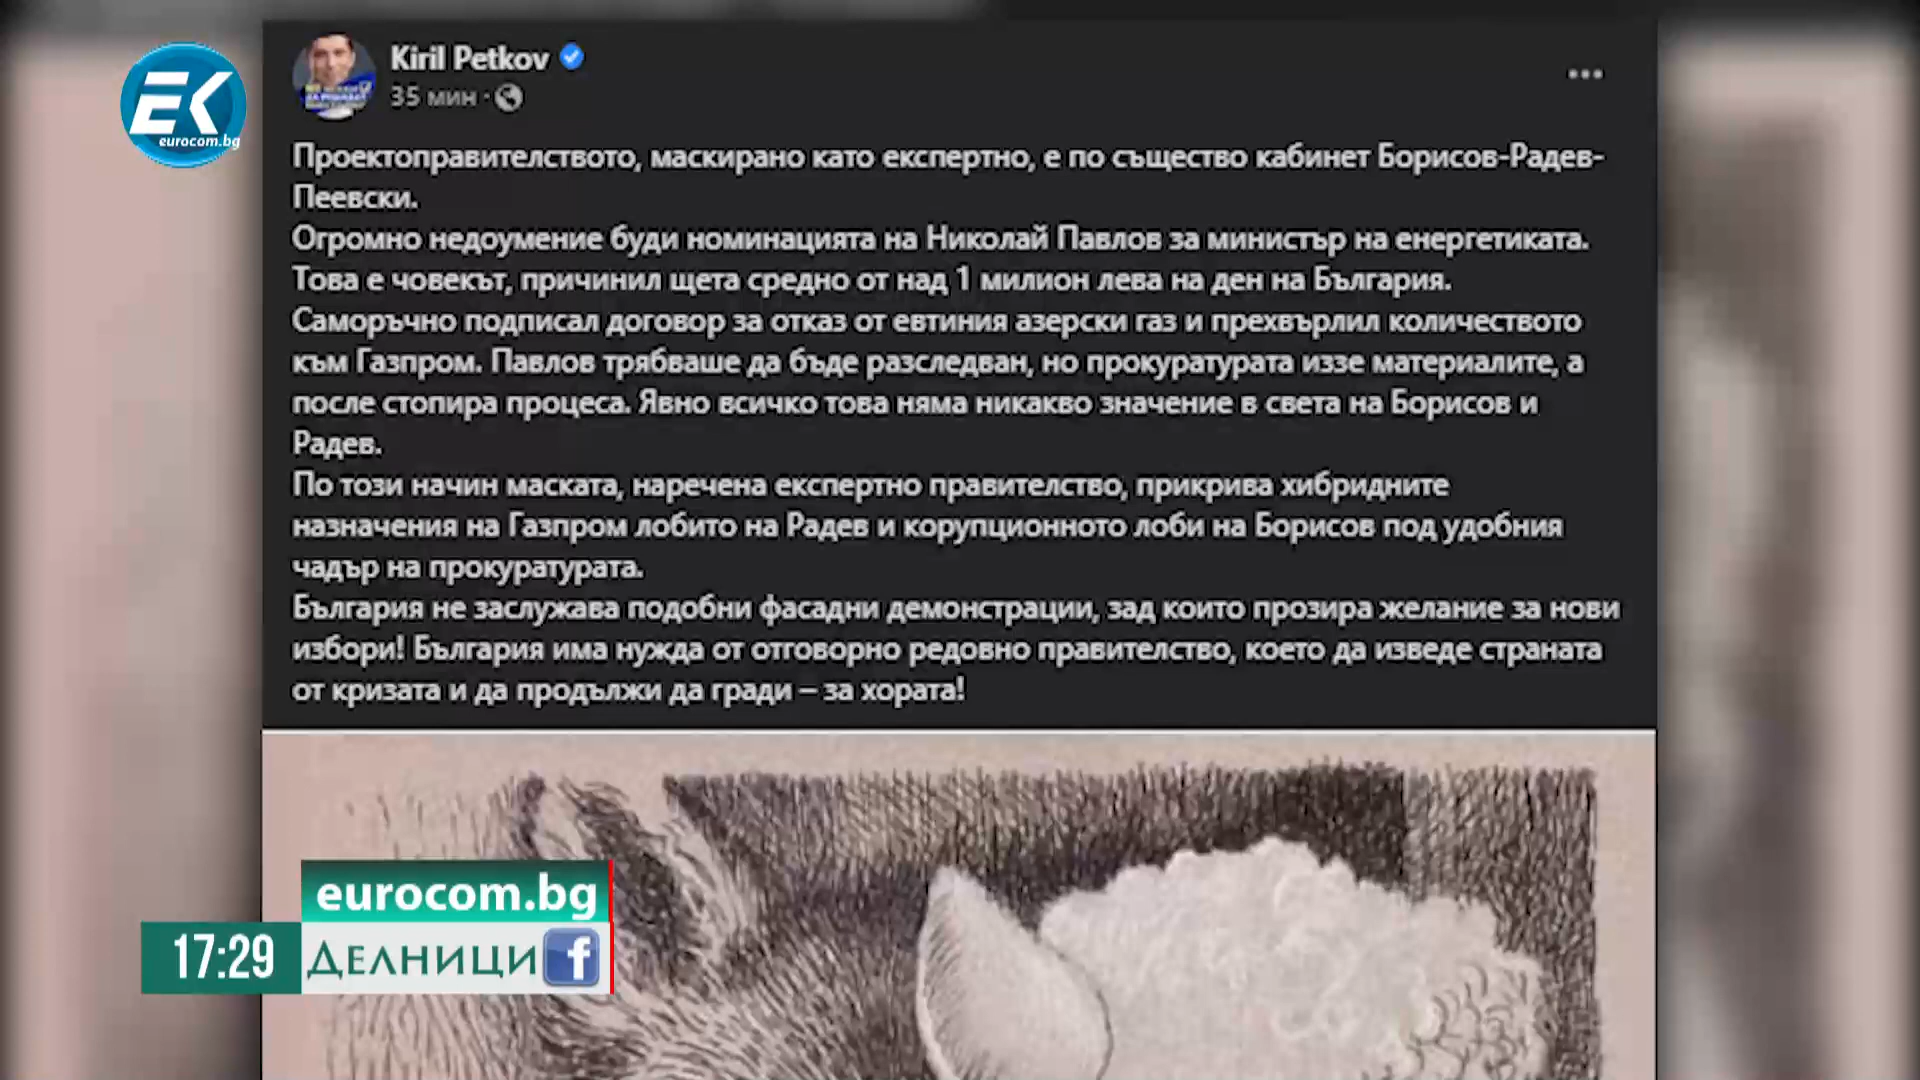 EK
eurocom.bg
Kiril Petkov
35 мин ·
Проектоправителството, маскирано като експертно, е по същество кабинет Борисов-Радев-
Пеевски.
Огромно недоумение буди номинацията на Николай Павлов за министър на енергетиката.
Това е човекът, причинил щета средно от над 1 милион лева на ден на България.
Саморъчно подписал договор за отказ от евтиния азерски газ и прехвърлил количеството
към Газпром. Павлов трябваше да бъде разследван, но прокуратурата иззе материалите, а
после стопира процеса. Явно всичко това няма никакво значение в света на Борисов и
Радев.
По този начин маската, наречена експертно правителство, прикрива хибридните
назначения на Газпром лобито на Радев и корупционното лоби на Борисов под удобния
чадър на прокуратурата.
България не заслужава подобни фасадни демонстрации, зад които прозира желание за нови
избори! България има нужда от отговорно редовно правителство, което да изведе страната
от кризата и да продължи да гради – за хората!
eurocom.bg
17:29 Делници f